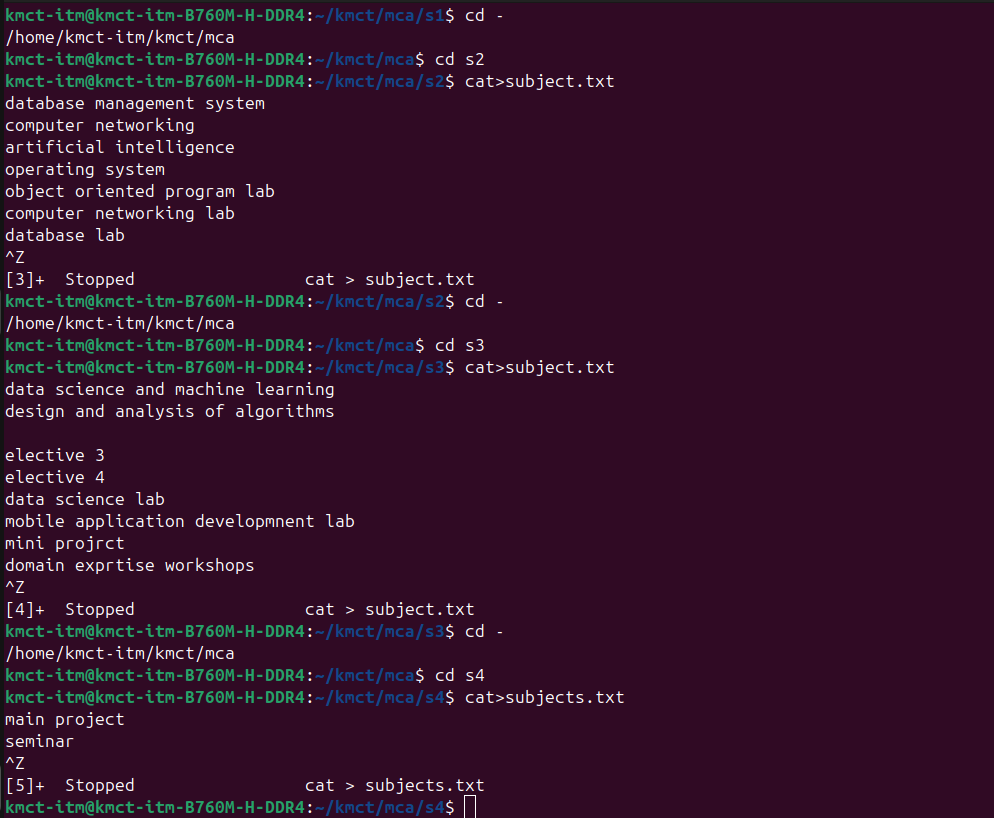 kmct-itm@kmct-itm-B760M-H-DDR4:~/kmct/mca/s1$ cd -
/home/kmct-itm/kmct/mca
kmct-itm@kmct-itm-B760M-H-DDR4:~/kmct/mca$ cd s2
kmct-itm@kmct-itm-B760M-H-DDR4:~/kmct/mca/s2$ cat>subject.txt
database management system
computer networking
artificial intelligence
operating system
object oriented program lab
computer networking lab
database lab
^Z
[3]+  Stopped                 cat > subject.txt
kmct-itm@kmct-itm-B760M-H-DDR4:~/kmct/mca/s2$ cd -
/home/kmct-itm/kmct/mca
kmct-itm@kmct-itm-B760M-H-DDR4:~/kmct/mca$ cd s3
kmct-itm@kmct-itm-B760M-H-DDR4:~/kmct/mca/s3$ cat>subject.txt
data science and machine learning
design and analysis of algorithms

elective 3
elective 4
data science lab
mobile application developmnent lab
mini projrct
domain exprtise workshops
^Z
[4]+  Stopped                 cat > subject.txt
kmct-itm@kmct-itm-B760M-H-DDR4:~/kmct/mca/s3$ cd -
/home/kmct-itm/kmct/mca
kmct-itm@kmct-itm-B760M-H-DDR4:~/kmct/mca$ cd s4
kmct-itm@kmct-itm-B760M-H-DDR4:~/kmct/mca/s4$ cat>subjects.txt
main project
seminar
^Z
[5]+  Stopped                 cat > subjects.txt
kmct-itm@kmct-itm-B760M-H-DDR4:~/kmct/mca/s4$